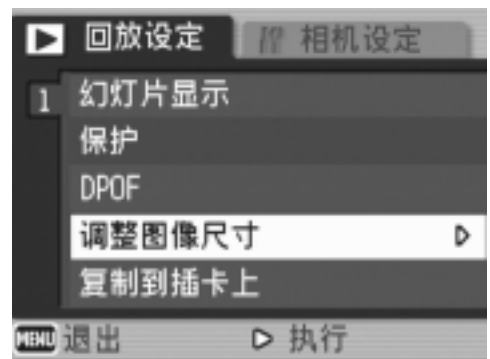 回放设定 相机设定
1 幻灯片显示
保护
DPOF
调整图像尺寸
复制到插卡上
MENU 退出 执行